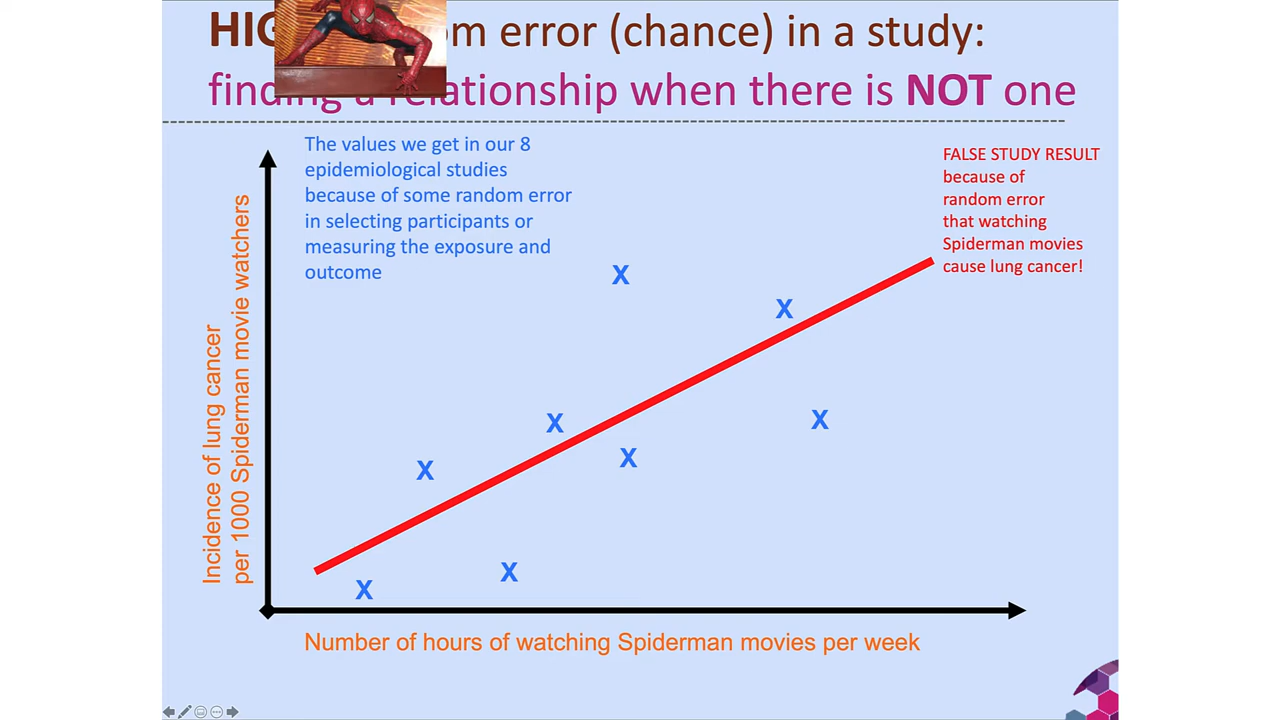 HIG m error (chance) in a study:
finding a relationship when there is NOT one
The values we get in our 8
epidemiological studies
because of some random error
in selecting participants or
measuring the exposure and
outcome
FALSE STUDY RESULT
because of
random error
that watching
Spiderman movies
cause lung cancer!
Incidence of lung cancer
per 1000 Spiderman movie watchers
X
X
X
X
X
X
X
X
Number of hours of watching Spiderman movies per week